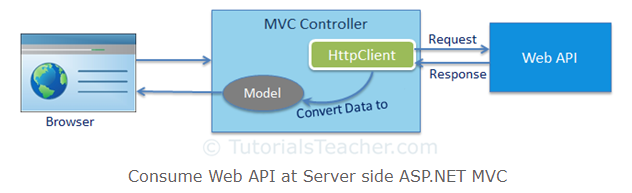 MVC Controller
HttpClient
Request
Response
Web API
Model
Convert Data to
Browser
© TutorialsTeacher.com
Consume Web API at Server side ASP.NET MVC